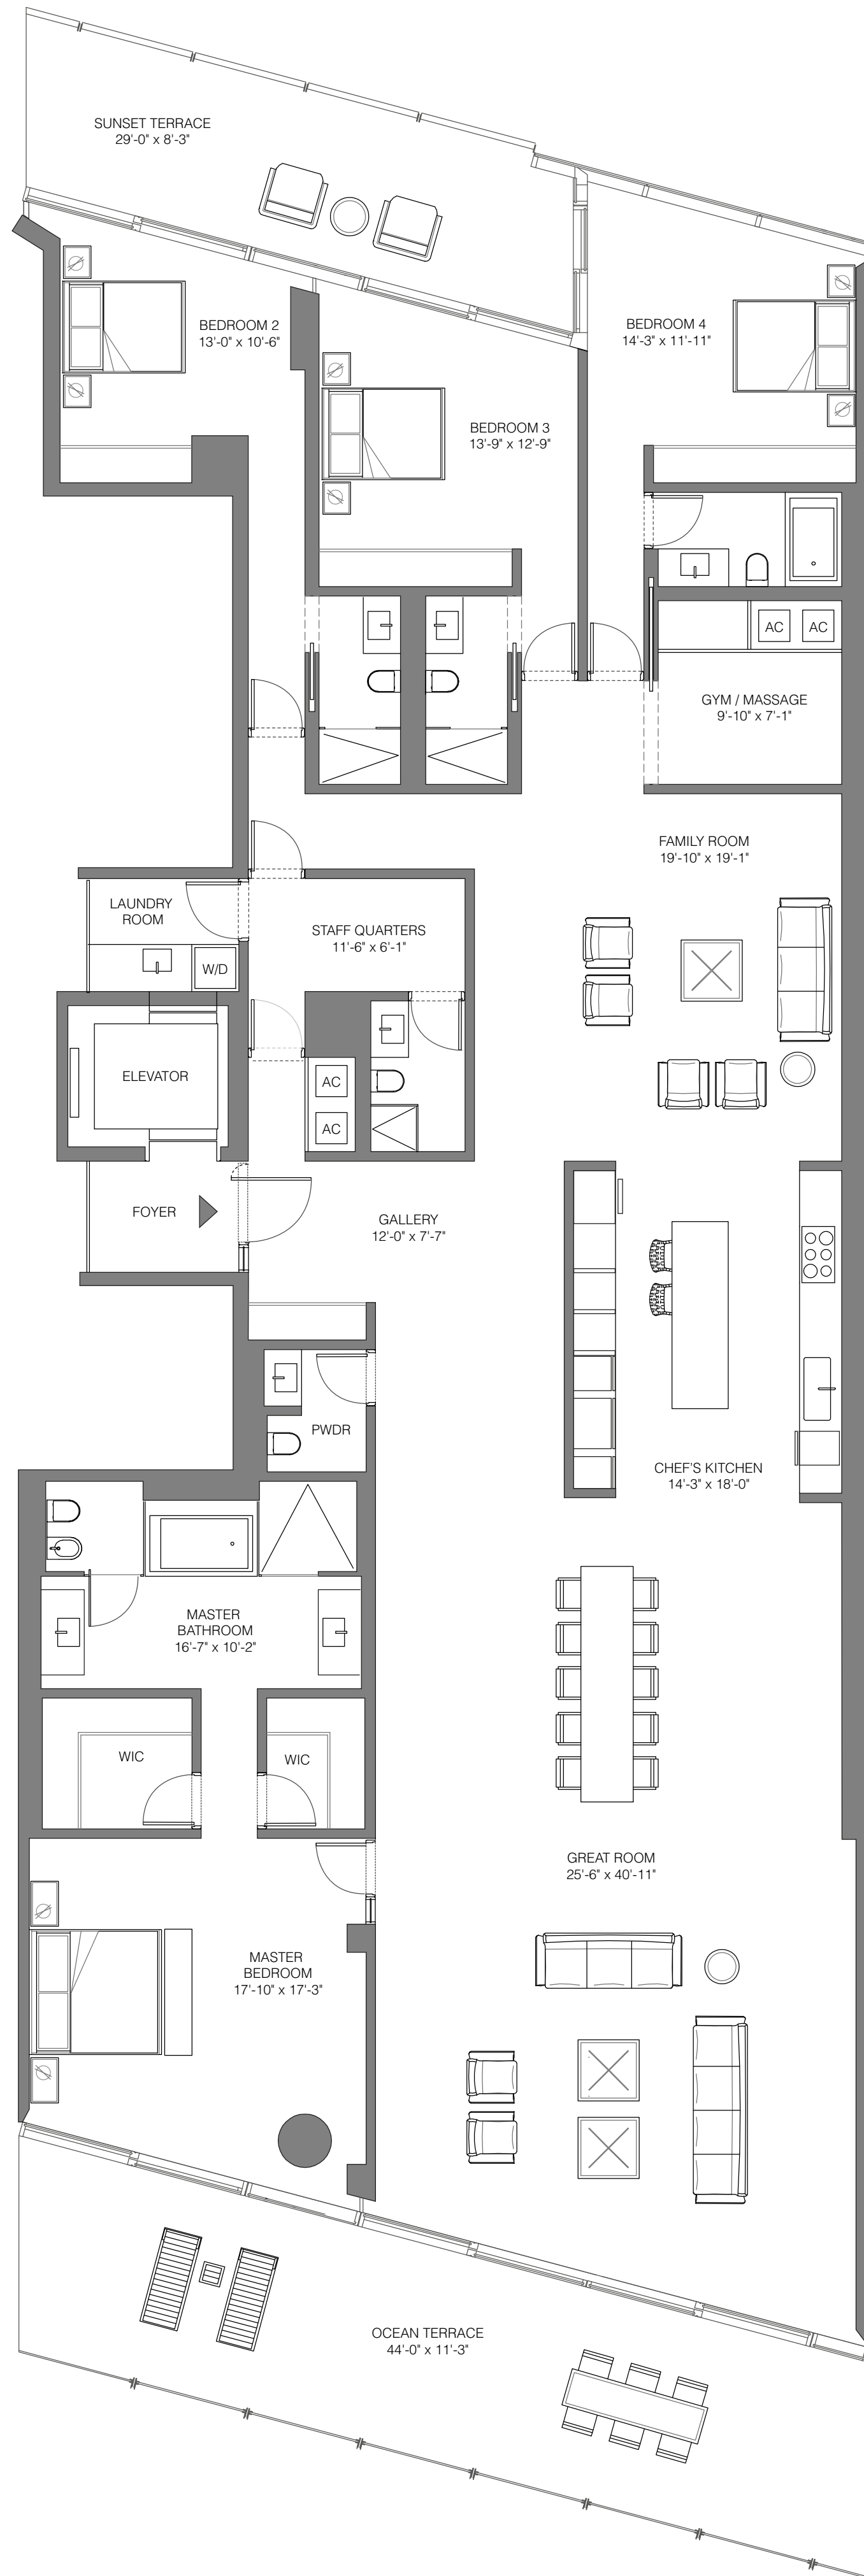 SUNSET TERRACE
29'-0" x 8'-3"
BEDROOM 2
13'-0" x 10'-6"
BEDROOM 4
14'-3" x 11'-11"
BEDROOM 3
13'-9" x 12'-9"
AC
AC
GYM / MASSAGE
9'-10" x 7'-1"
FAMILY ROOM
19'-10" x 19'-1"
LAUNDRY
ROOM
STAFF QUARTERS
11'-6" x 6'-1"
W/D
ELEVATOR
AC
AC
FOYER
GALLERY
12'-0" x 7'-7"
PWDR
CHEF'S KITCHEN
14'-3" x 18'-0"
MASTER
BATHROOM
16'-7" x 10'-2"
WIC
WIC
GREAT ROOM
25'-6" x 40'-11"
MASTER
BEDROOM
17'-10" x 17'-3"
OCEAN TERRACE
44'-0" x 11'-3"